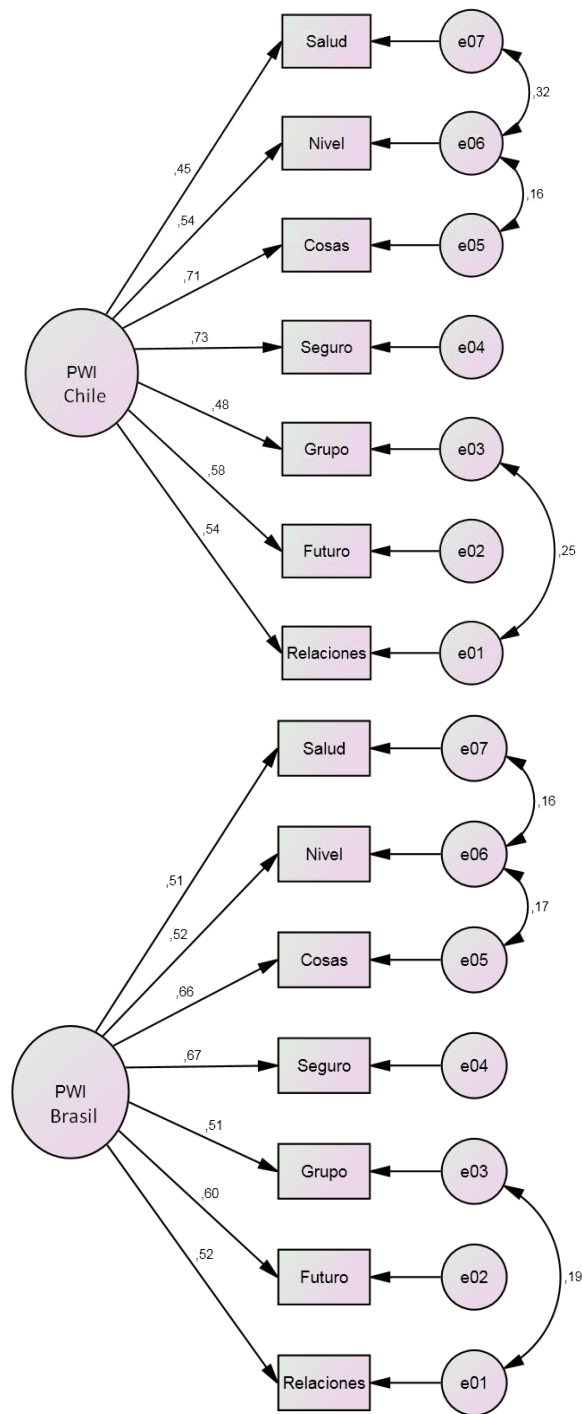 Salud
e07
,32
Nivel
e06
,45
,16
,54
Cosas
e05
,71
PWI
Chile
,73
Seguro
e04
,48
Grupo
e03
,58
,54
Futuro
e02
,25
Relaciones
e01
Salud
e07
,16
Nivel
e06
,51
,17
,52
Cosas
e05
,66
PWI
Brasil
,67
Seguro
e04
,51
Grupo
e03
,60
,52
Futuro
e02
,19
Relaciones
e01